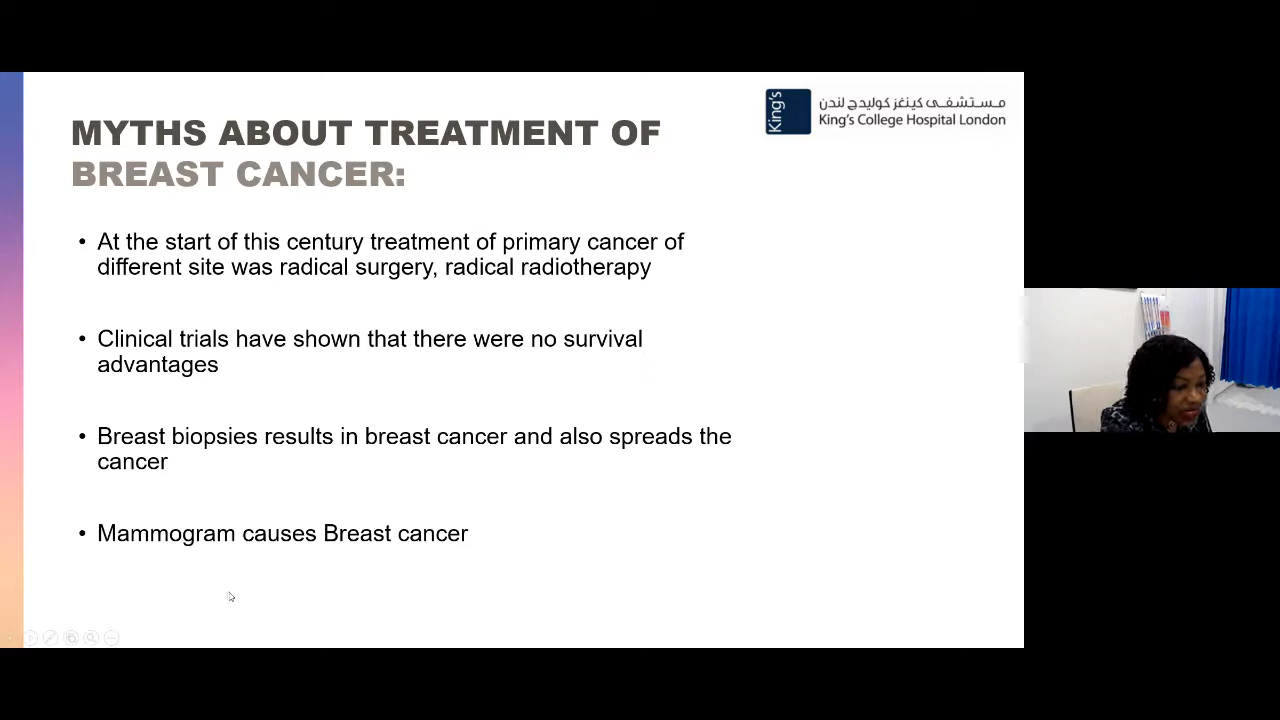 King's
مستشفى كينغز كوليدج لندن
King's College Hospital London
MYTHS ABOUT TREATMENT OF
BREAST CANCER:
• At the start of this century treatment of primary cancer of
different site was radical surgery, radical radiotherapy
• Clinical trials have shown that there were no survival
advantages
• Breast biopsies results in breast cancer and also spreads the
cancer
• Mammogram causes Breast cancer